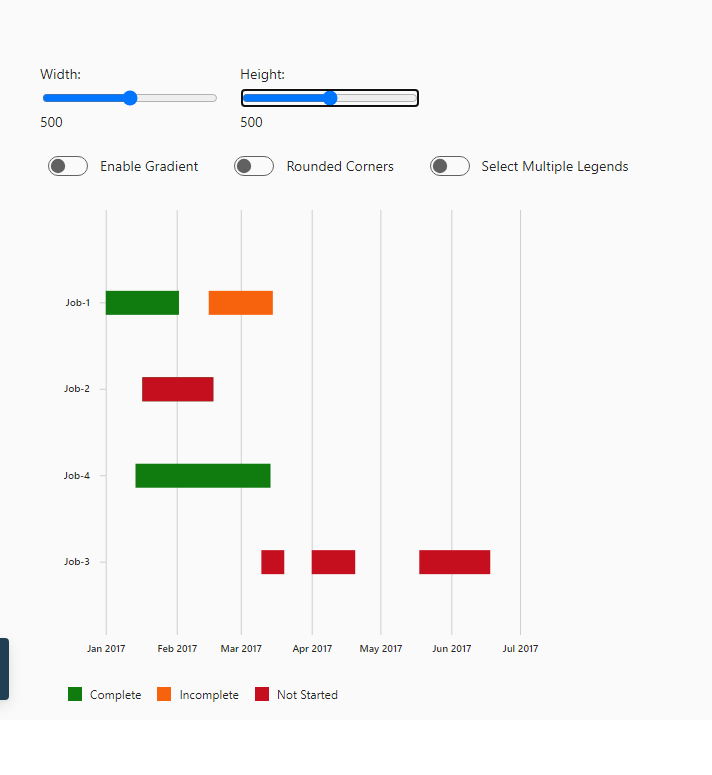 Width: Height:
500 500
Enable Gradient Rounded Corners Select Multiple Legends
Job-1
Job-2
Job-4
Job-3
Jan 2017 Feb 2017 Mar 2017 Apr 2017 May 2017 Jun 2017 Jul 2017
Complete Incomplete Not Started